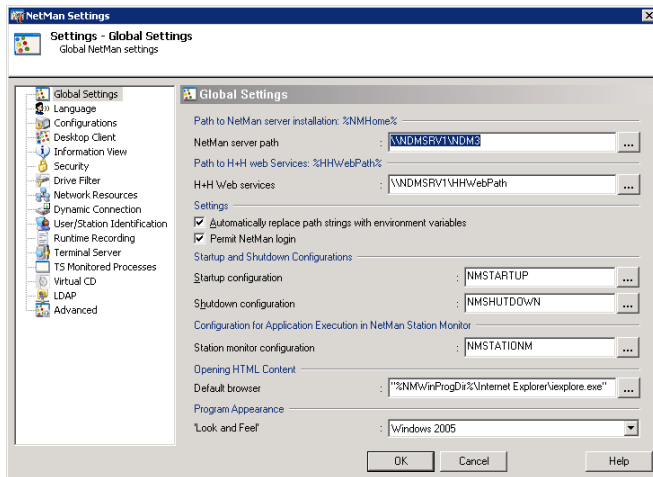 NetMan Settings
Settings - Global Settings
Global NetMan settings
Global Settings
Language
Configurations
Desktop Client
Information View
Security
Drive Filter
Network Resources
Dynamic Connection
User/Station Identification
Runtime Recording
Terminal Server
TS Monitored Processes
Virtual CD
LDAP
Advanced
Global Settings
Path to NetMan server installation: %NMHome%
NetMan server path : \\NDMSRV1\NDM3 ...
Path to H+H web Services: %HHWebPath%
H+H Web services : \\NDMSRV1\HHWebPath ...
Settings
Automatically replace path strings with environment variables
Permit NetMan login
Startup and Shutdown Configurations
Startup configuration : NMSTARTUP ...
Shutdown configuration : NMSHUTDOWN ...
Configuration for Application Execution in NetMan Station Monitor
Station monitor configuration : NMSTATIONM ...
Opening HTML Content
Default browser : "%NMWinProgDir%\Internet Explorer\iexplore.exe" ...
Program Appearance
'Look and Feel' : Windows 2005
OK Cancel Help